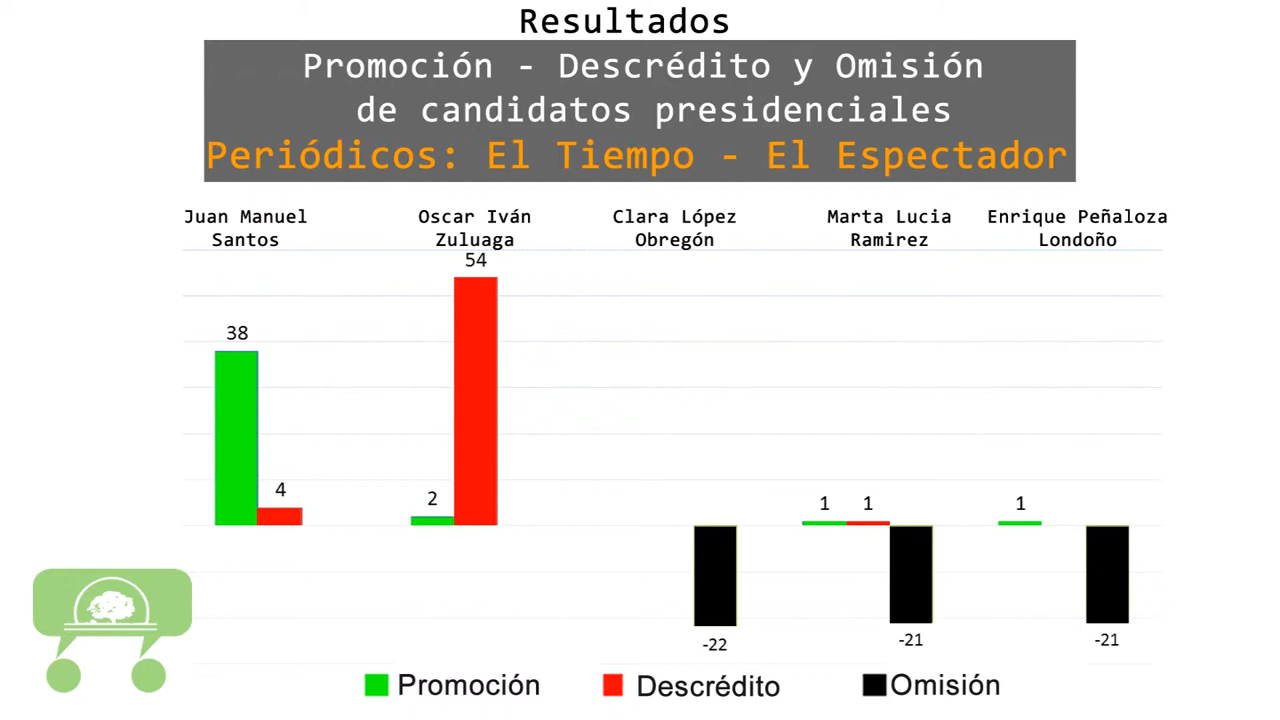 Resultados
Promoción - Descrédito y Omisión
de candidatos presidenciales
Periódicos: El Tiempo - El Espectador
Juan Manuel
Santos
Oscar Iván
Zuluaga
Clara López
Obregón
Marta Lucia
Ramirez
Enrique Peñaloza
Londoño
38
4
2
54
-22
1
1
-21
1
-21
Promoción
Descrédito
Omisión